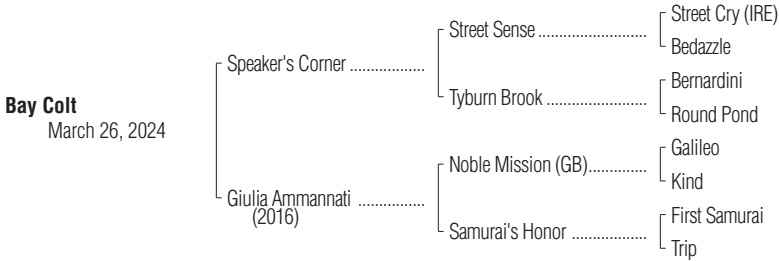 Street Cry (IRE)
Street Sense ..........................
Bedazzle
Speaker's Corner ..................
Bernardini
Tyburn Brook ........................
Round Pond
Bay Colt
March 26, 2024
Galileo
Noble Mission (GB)..............
Kind
Giulia Ammannati ................
(2016)
First Samurai
Samurai's Honor ..................
Trip